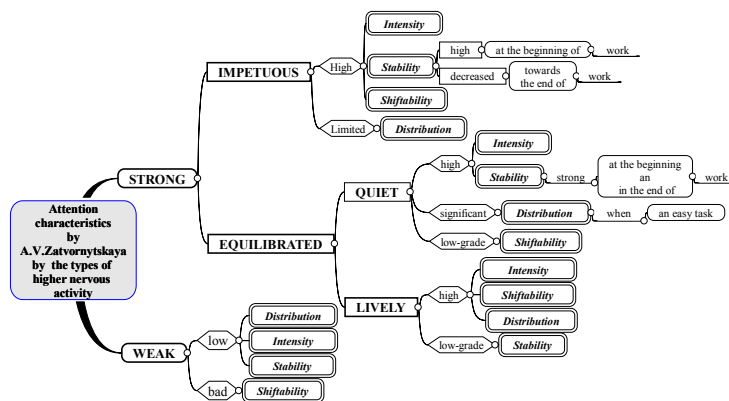 Attention
characteristics
by
A.V.Zatvornytskaya
by the types of
higher nervous
activity
STRONG
IMPETUOUS
High
Intensity
Stability
high
at the beginning of
work
decreased
towards
the end of
work
Shiftability
Limited
Distribution
EQUILIBRATED
QUIET
high
Intensity
Stability
strong
at the beginning
an
in the end of
work
significant
Distribution
when
an easy task
low-grade
Shiftability
LIVELY
high
Intensity
Shiftability
Distribution
low-grade
Stability
WEAK
low
Distribution
Intensity
Stability
bad
Shiftability